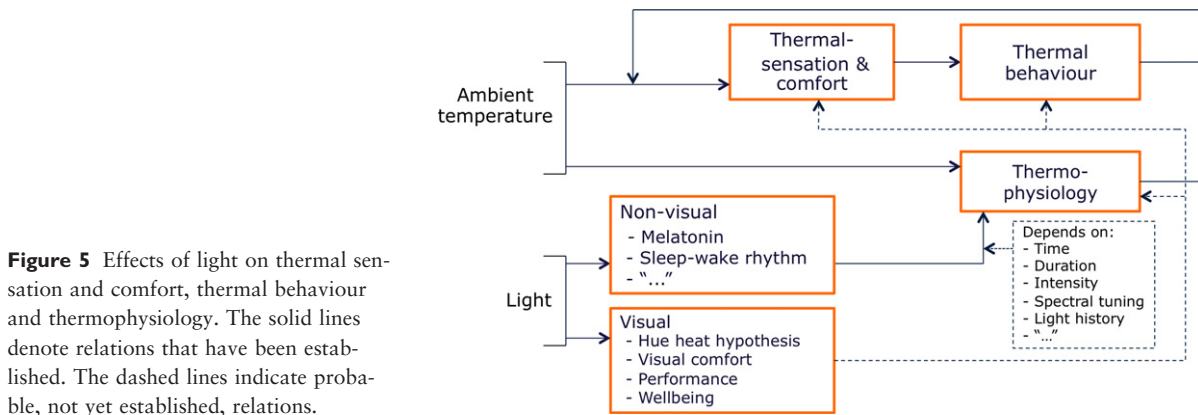 Thermal-
sensation &
comfort
Thermal
behaviour
Ambient
temperature
Thermo-
physiology
Non-visual
- Melatonin
- Sleep-wake rhythm
- "..."
Depends on:
- Time
- Duration
- Intensity
- Spectral tuning
- Light history
- "..."
Light
Visual
- Hue heat hypothesis
- Visual comfort
- Performance
- Wellbeing
Figure 5 Effects of light on thermal sen-
sation and comfort, thermal behaviour
and thermophysiology. The solid lines
denote relations that have been estab-
lished. The dashed lines indicate proba-
ble, not yet established, relations.